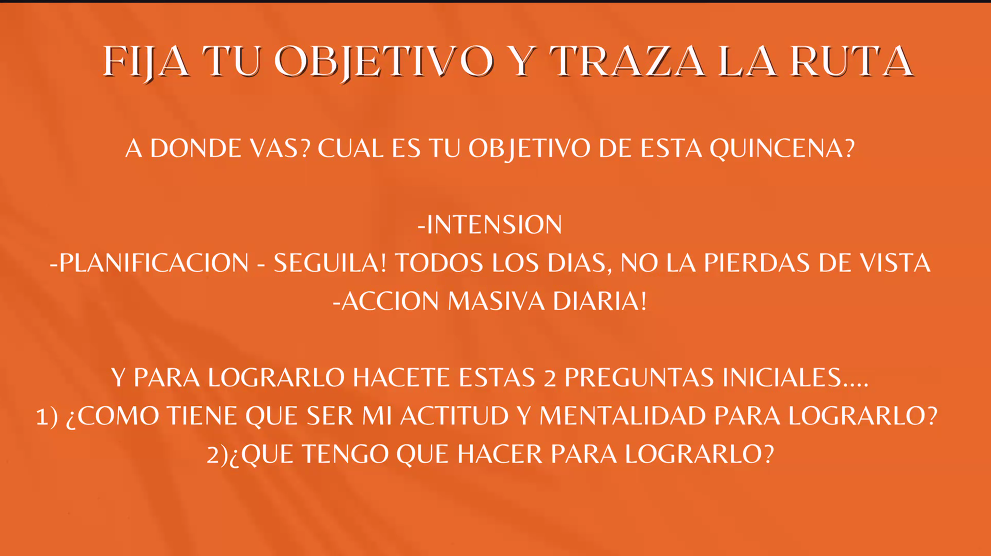 FIJA TU OBJETIVO Y TRAZA LA RUTA
A DONDE VAS? CUAL ES TU OBJETIVO DE ESTA QUINCENA?
-INTENSION
-PLANIFICACION - SEGUILA! TODOS LOS DIAS, NO LA PIERDAS DE VISTA
-ACCION MASIVA DIARIA!
Y PARA LOGRARLO HACETE ESTAS 2 PREGUNTAS INICIALES....
1) ¿COMO TIENE QUE SER MI ACTITUD Y MENTALIDAD PARA LOGRARLO?
2)¿QUE TENGO QUE HACER PARA LOGRARLO?